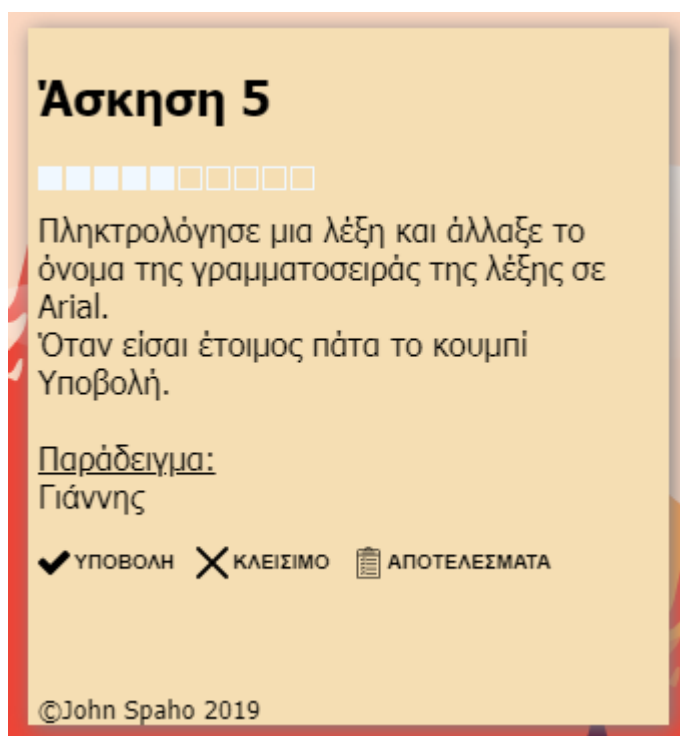 Άσκηση 5
Πληκτρολόγησε μια λέξη και άλλαξε το
όνομα της γραμματοσειράς της λέξης σε
Arial.
Όταν είσαι έτοιμος πάτα το κουμπί
Υποβολή.
Παράδειγμα:
Γιάννης
ΥΠΟΒΟΛΗ ΚΛΕΙΣΙΜΟ ΑΠΟΤΕΛΕΣΜΑΤΑ
©John Spaho 2019